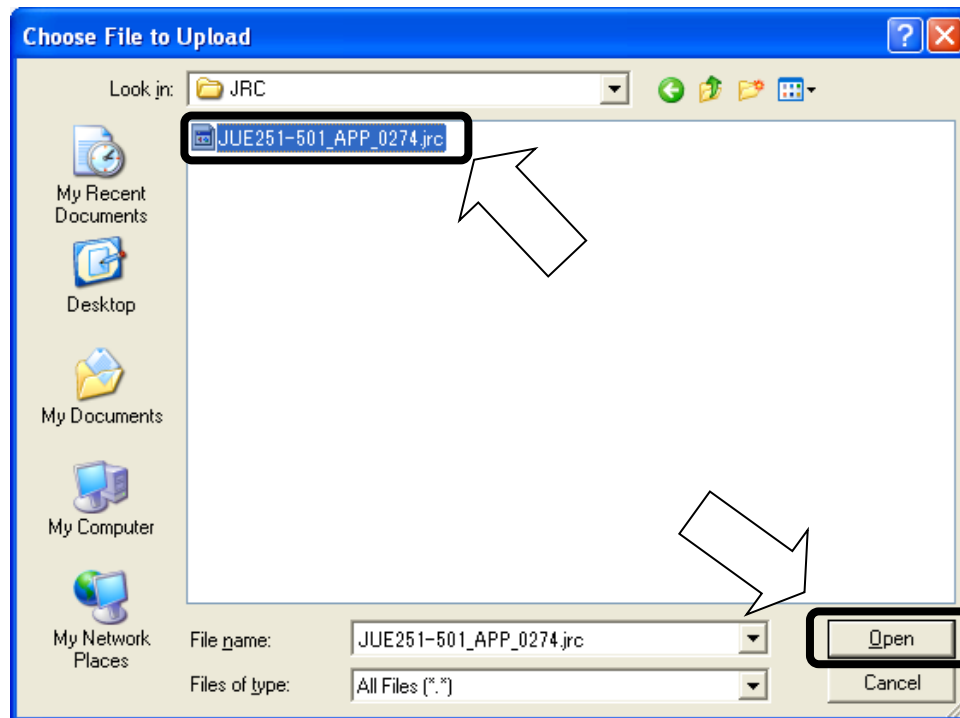 Choose File to Upload
Look in: JRC
JUE251-501_APP_0274.jrc
My Recent
Documents
Desktop
My Documents
My Computer
My Network
Places
File name: JUE251-501_APP_0274.jrc Open
Files of type: All Files (*.*) Cancel